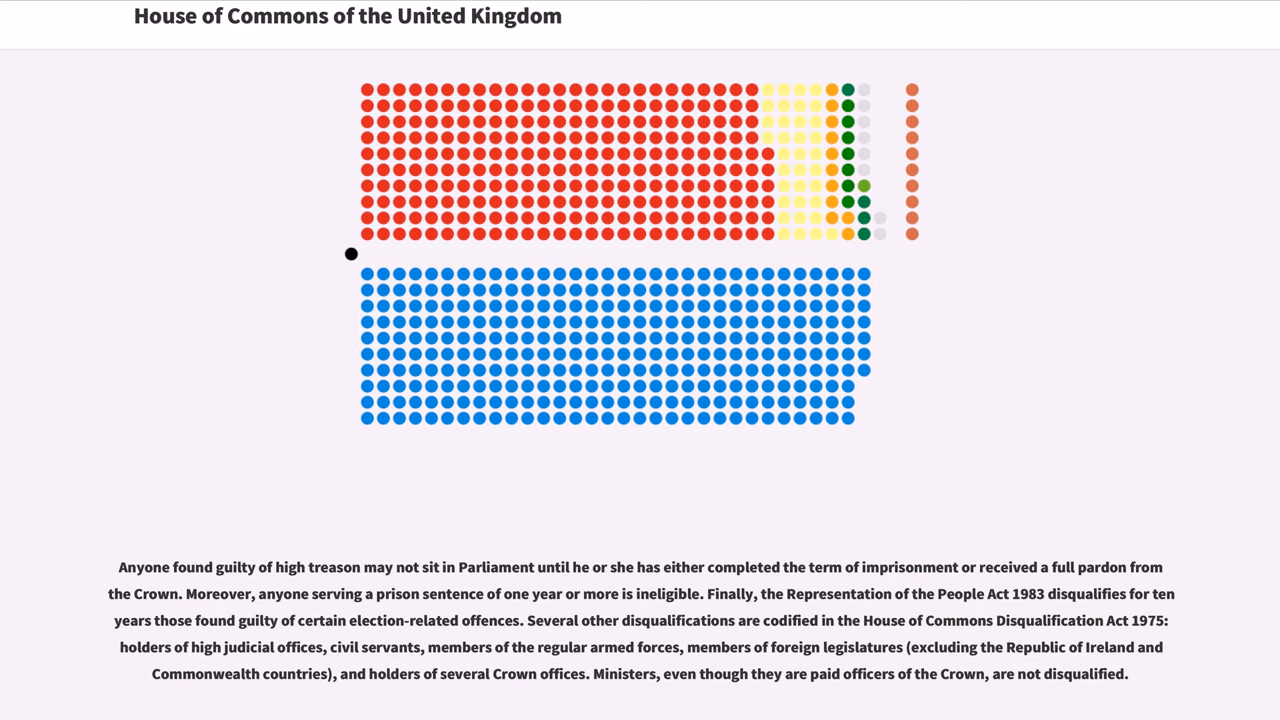 House of Commons of the United Kingdom
Anyone found guilty of high treason may not sit in Parliament until he or she has either completed the term of imprisonment or received a full pardon from
the Crown. Moreover, anyone serving a prison sentence of one year or more is ineligible. Finally, the Representation of the People Act 1983 disqualifies for ten
years those found guilty of certain election-related offences. Several other disqualifications are codified in the House of Commons Disqualification Act 1975:
holders of high judicial offices, civil servants, members of the regular armed forces, members of foreign legislatures (excluding the Republic of Ireland and
Commonwealth countries), and holders of several Crown offices. Ministers, even though they are paid officers of the Crown, are not disqualified.